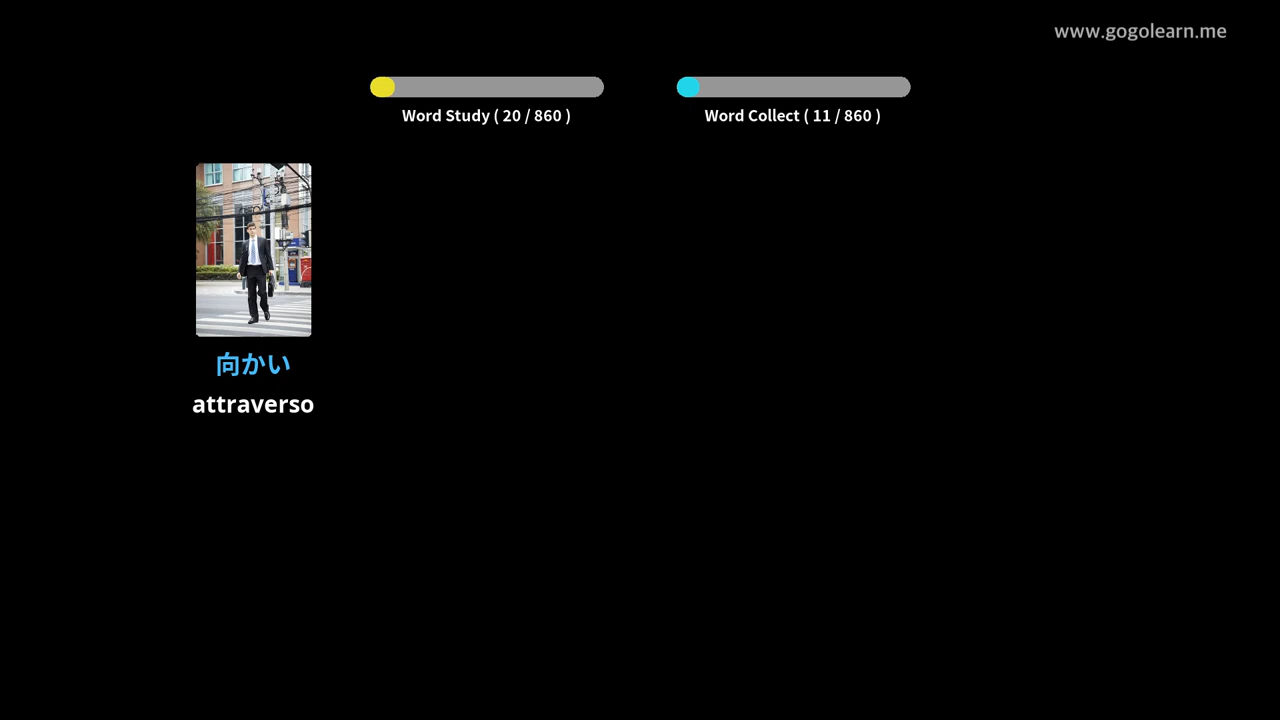 www.gogolearn.me
Word Study ( 20 / 860 )
Word Collect ( 11 / 860 )
向かい
attraverso